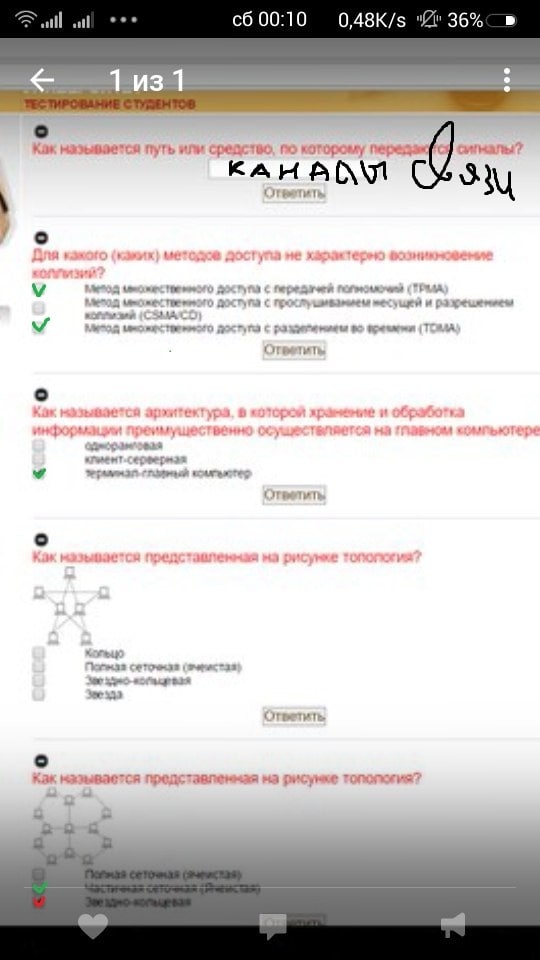 сб 00:10 0,48K/s 36%
1 из 1
ТЕСТИРОВАНИЕ СТУДЕНТОВ
Как называется путь или средство, по которому передаются сигналы?
каналы связи
Ответить
Для какого (каких) методов доступа не характерно возникновение
коллизий?
Метод множественного доступа с передачей полномочий (TPMA)
Метод множественного доступа с прослушиванием несущей и разрешением
коллизий (CSMA/CD)
Метод множественного доступа с разделением во времени (TDMA)
Ответить
Как называется архитектура, в которой хранение и обработка
информации преимущественно осуществляется на главном компьютере
одноранговая
клиент-серверная
терминал-главный компьютер
Ответить
Как называется представленная на рисунке топология?
Кольцо
Полная сеточная (ячеистая)
Звездно-кольцевая
Звезда
Ответить
Как называется представленная на рисунке топология?
Полная сеточная (ячеистая)
Частичная сеточная (Ячеистая)
Звездно-кольцевая
Ответить